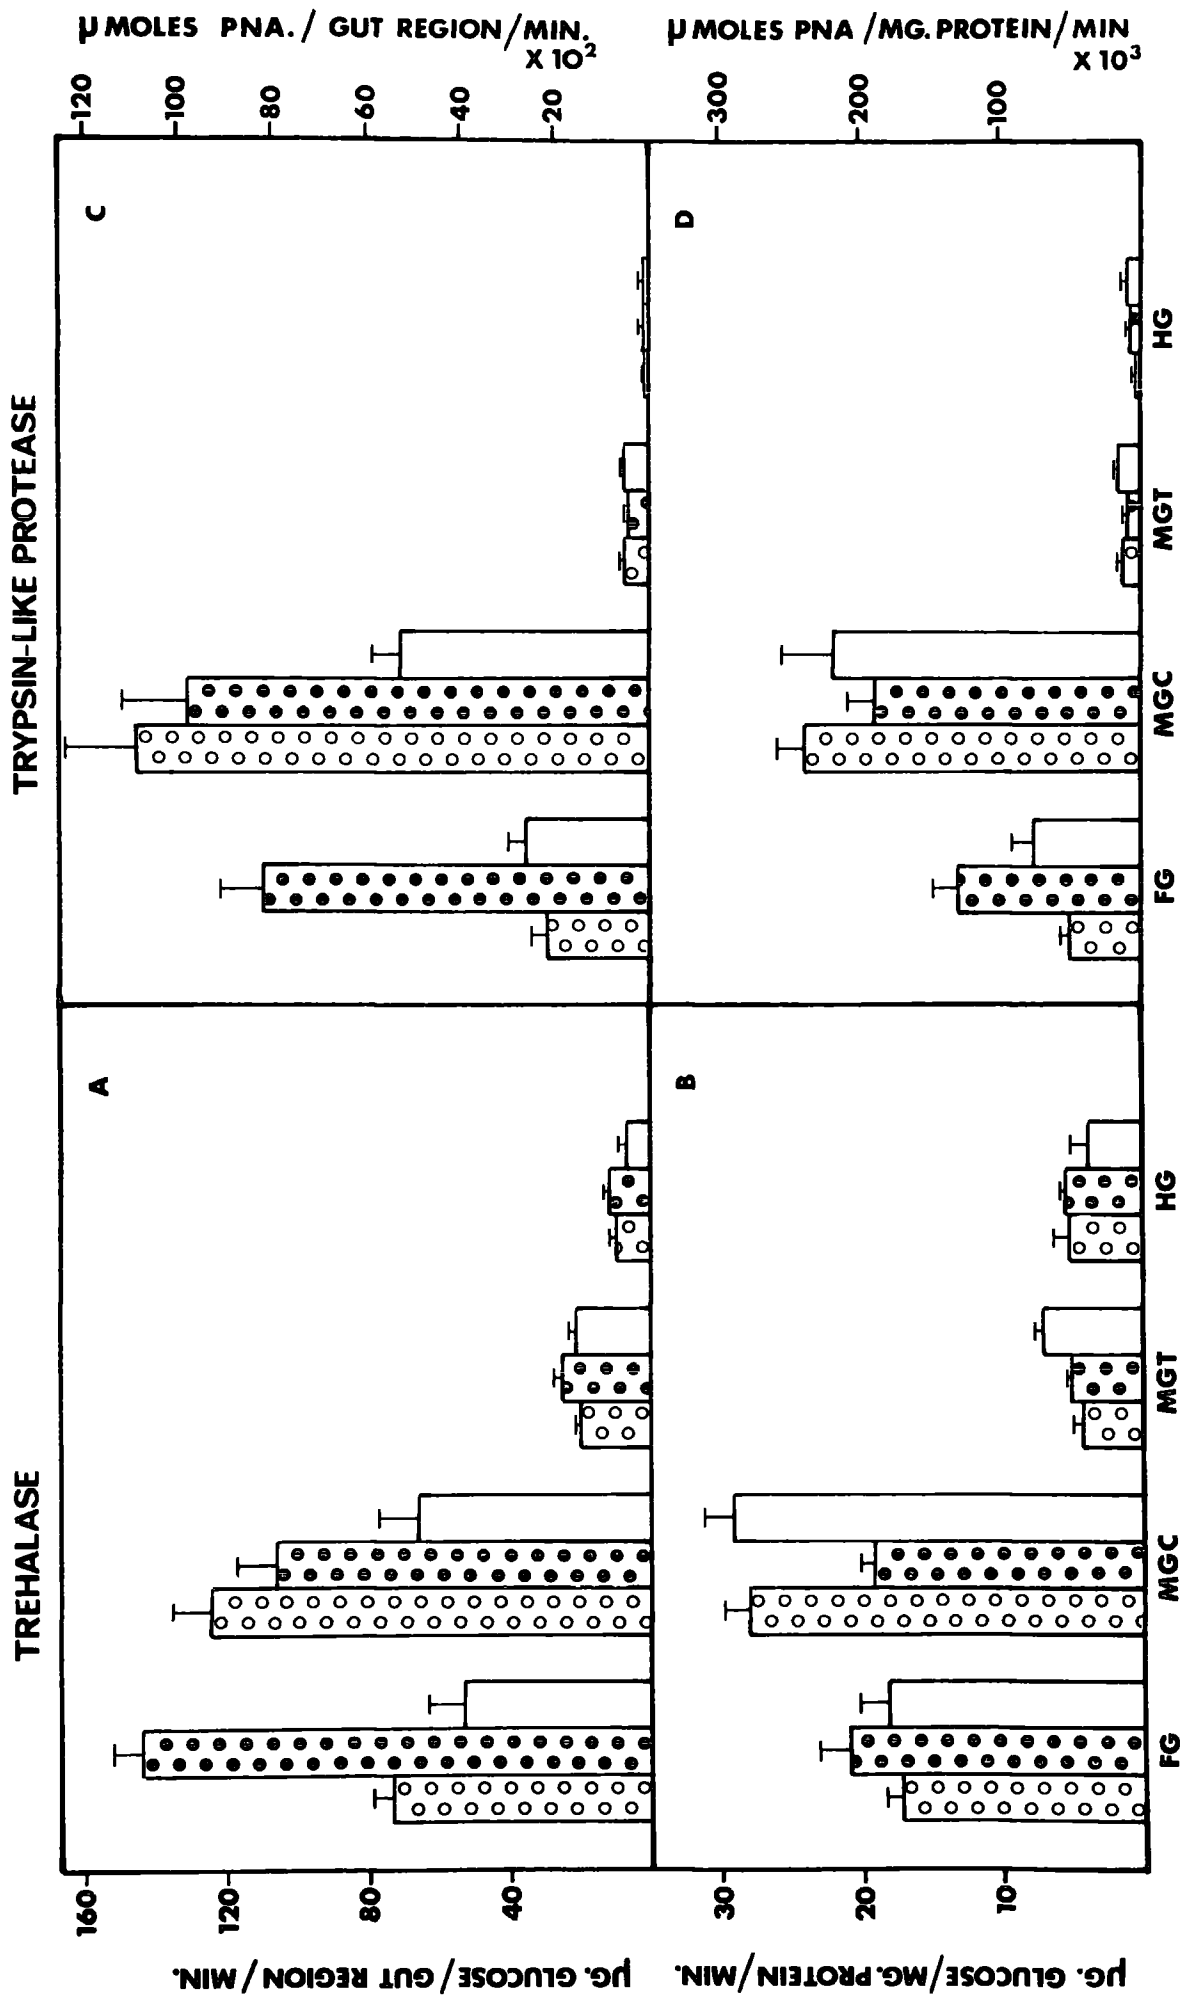 TREHALASE
TRYPSIN-LIKE PROTEASE
µG. GLUCOSE/GUT REGION/MIN.
160
120
80
40
A
C
120
100
80
60
40
20
µMOLES PNA./GUT REGION/MIN.
X 10²
µG. GLUCOSE/MG. PROTEIN/MIN.
30
20
10
B
D
300
200
100
µMOLES PNA/MG. PROTEIN/MIN
X 10³
FG MGC MGT HG
FG MGC MGT HG